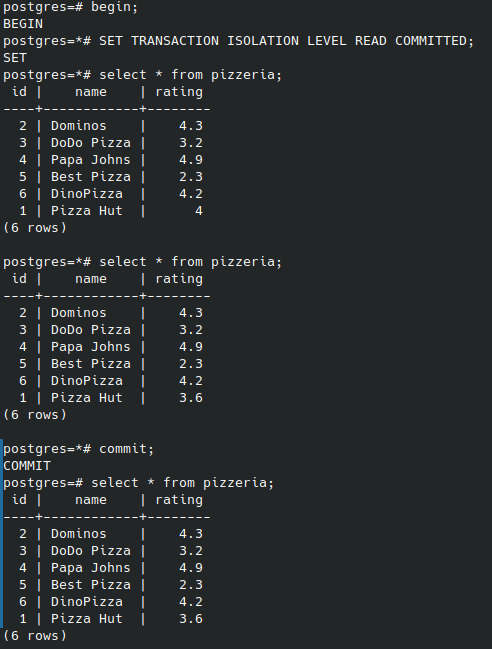 postgres=# begin;
BEGIN
postgres=*# SET TRANSACTION ISOLATION LEVEL READ COMMITTED;
SET
postgres=*# select * from pizzeria;
 id |    name    | rating
----+------------+--------
  2 | Dominos    |    4.3
  3 | DoDo Pizza |    3.2
  4 | Papa Johns |    4.9
  5 | Best Pizza |    2.3
  6 | DinoPizza  |    4.2
  1 | Pizza Hut  |      4
(6 rows)

postgres=*# select * from pizzeria;
 id |    name    | rating
----+------------+--------
  2 | Dominos    |    4.3
  3 | DoDo Pizza |    3.2
  4 | Papa Johns |    4.9
  5 | Best Pizza |    2.3
  6 | DinoPizza  |    4.2
  1 | Pizza Hut  |    3.6
(6 rows)

postgres=*# commit;
COMMIT
postgres=# select * from pizzeria;
 id |    name    | rating
----+------------+--------
  2 | Dominos    |    4.3
  3 | DoDo Pizza |    3.2
  4 | Papa Johns |    4.9
  5 | Best Pizza |    2.3
  6 | DinoPizza  |    4.2
  1 | Pizza Hut  |    3.6
(6 rows)